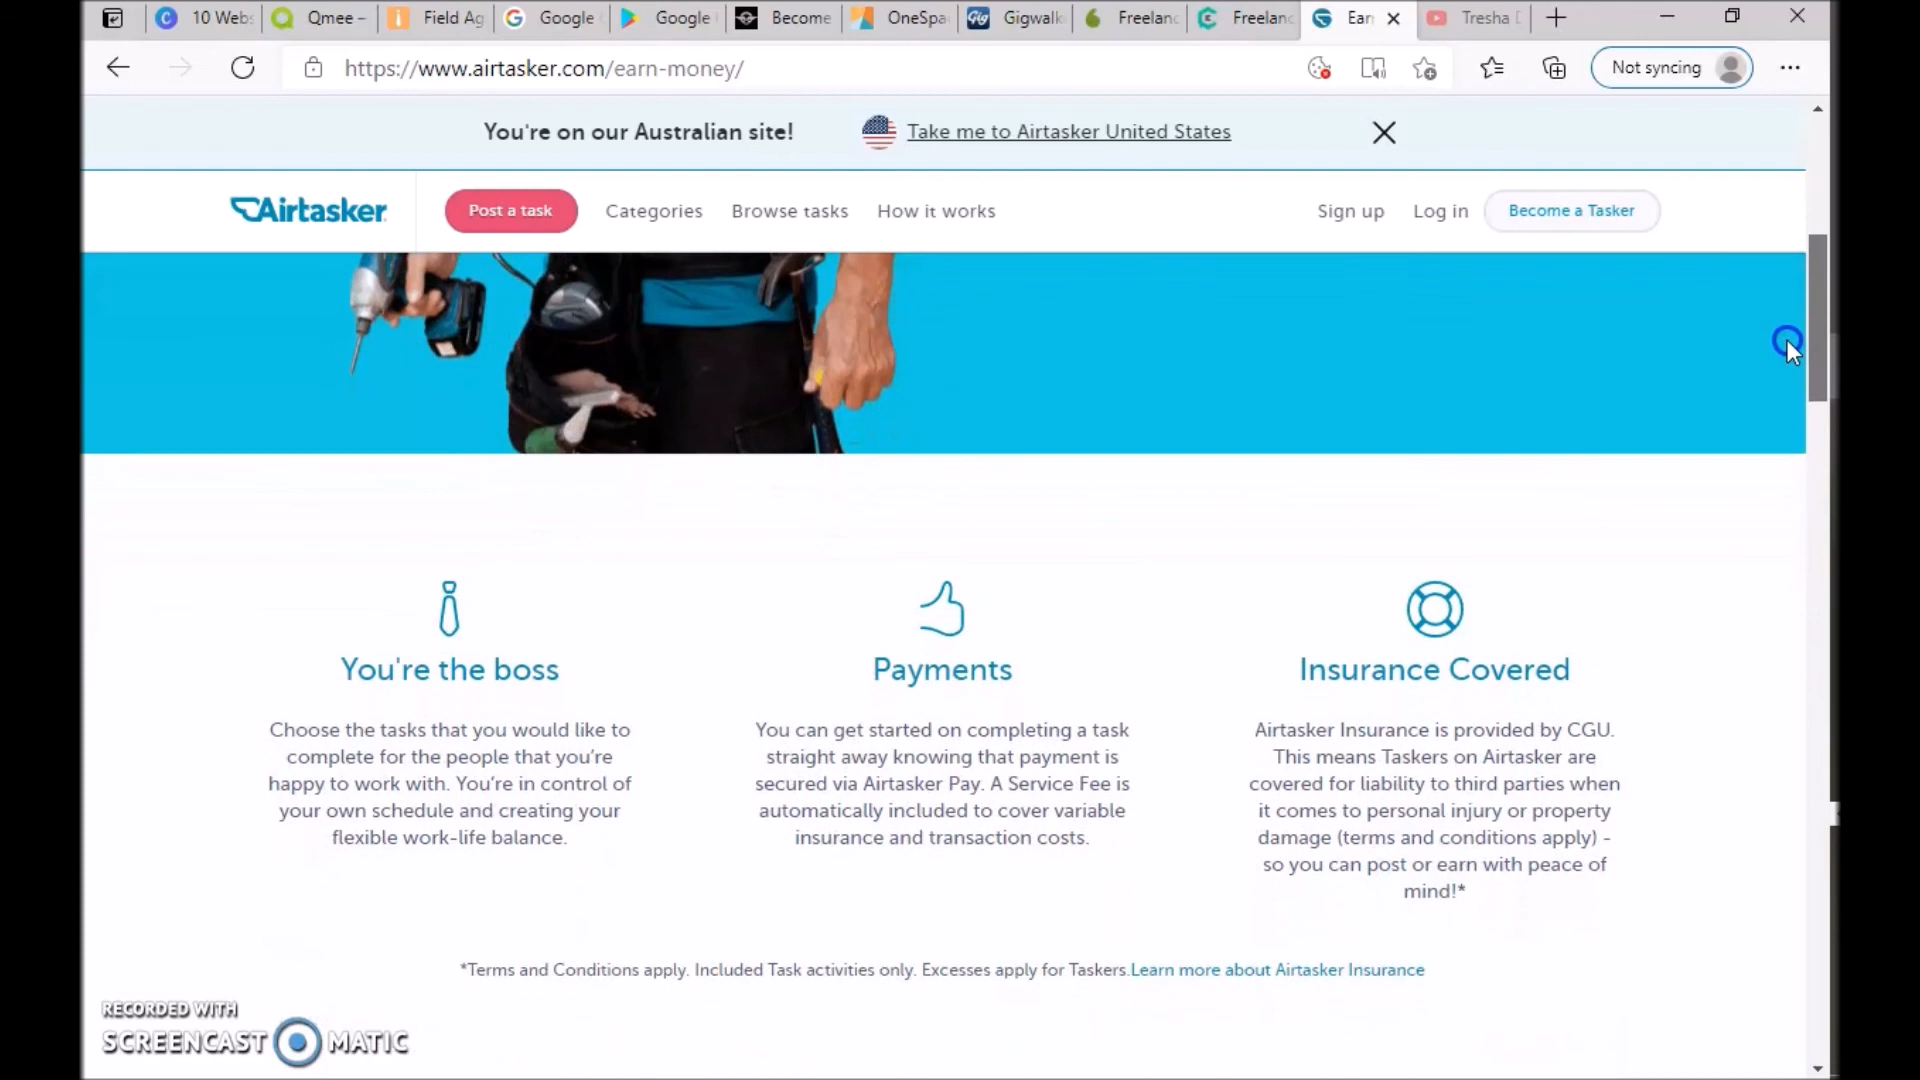 10 Webs
Qmee –
Field Ag
Google
Google
Become
OneSpa
Gig
Gigwalk
Freelanc
Freelanc
Earn
Tresha D
https://www.airtasker.com/earn-money/
Not syncing
You're on our Australian site!
Take me to Airtasker United States
Airtasker
Post a task
Categories
Browse tasks
How it works
Sign up
Log in
Become a Tasker
You're the boss
Choose the tasks that you would like to
complete for the people that you’re
happy to work with. You’re in control of
your own schedule and creating your
flexible work-life balance.
Payments
You can get started on completing a task
straight away knowing that payment is
secured via Airtasker Pay. A Service Fee is
automatically included to cover variable
insurance and transaction costs.
Insurance Covered
Airtasker Insurance is provided by CGU.
This means Taskers on Airtasker are
covered for liability to third parties when
it comes to personal injury or property
damage (terms and conditions apply) -
so you can post or earn with peace of
mind!*
*Terms and Conditions apply. Included Task activities only. Excesses apply for Taskers.Learn more about Airtasker Insurance
RECORDED WITH
SCREENCAST MATIC